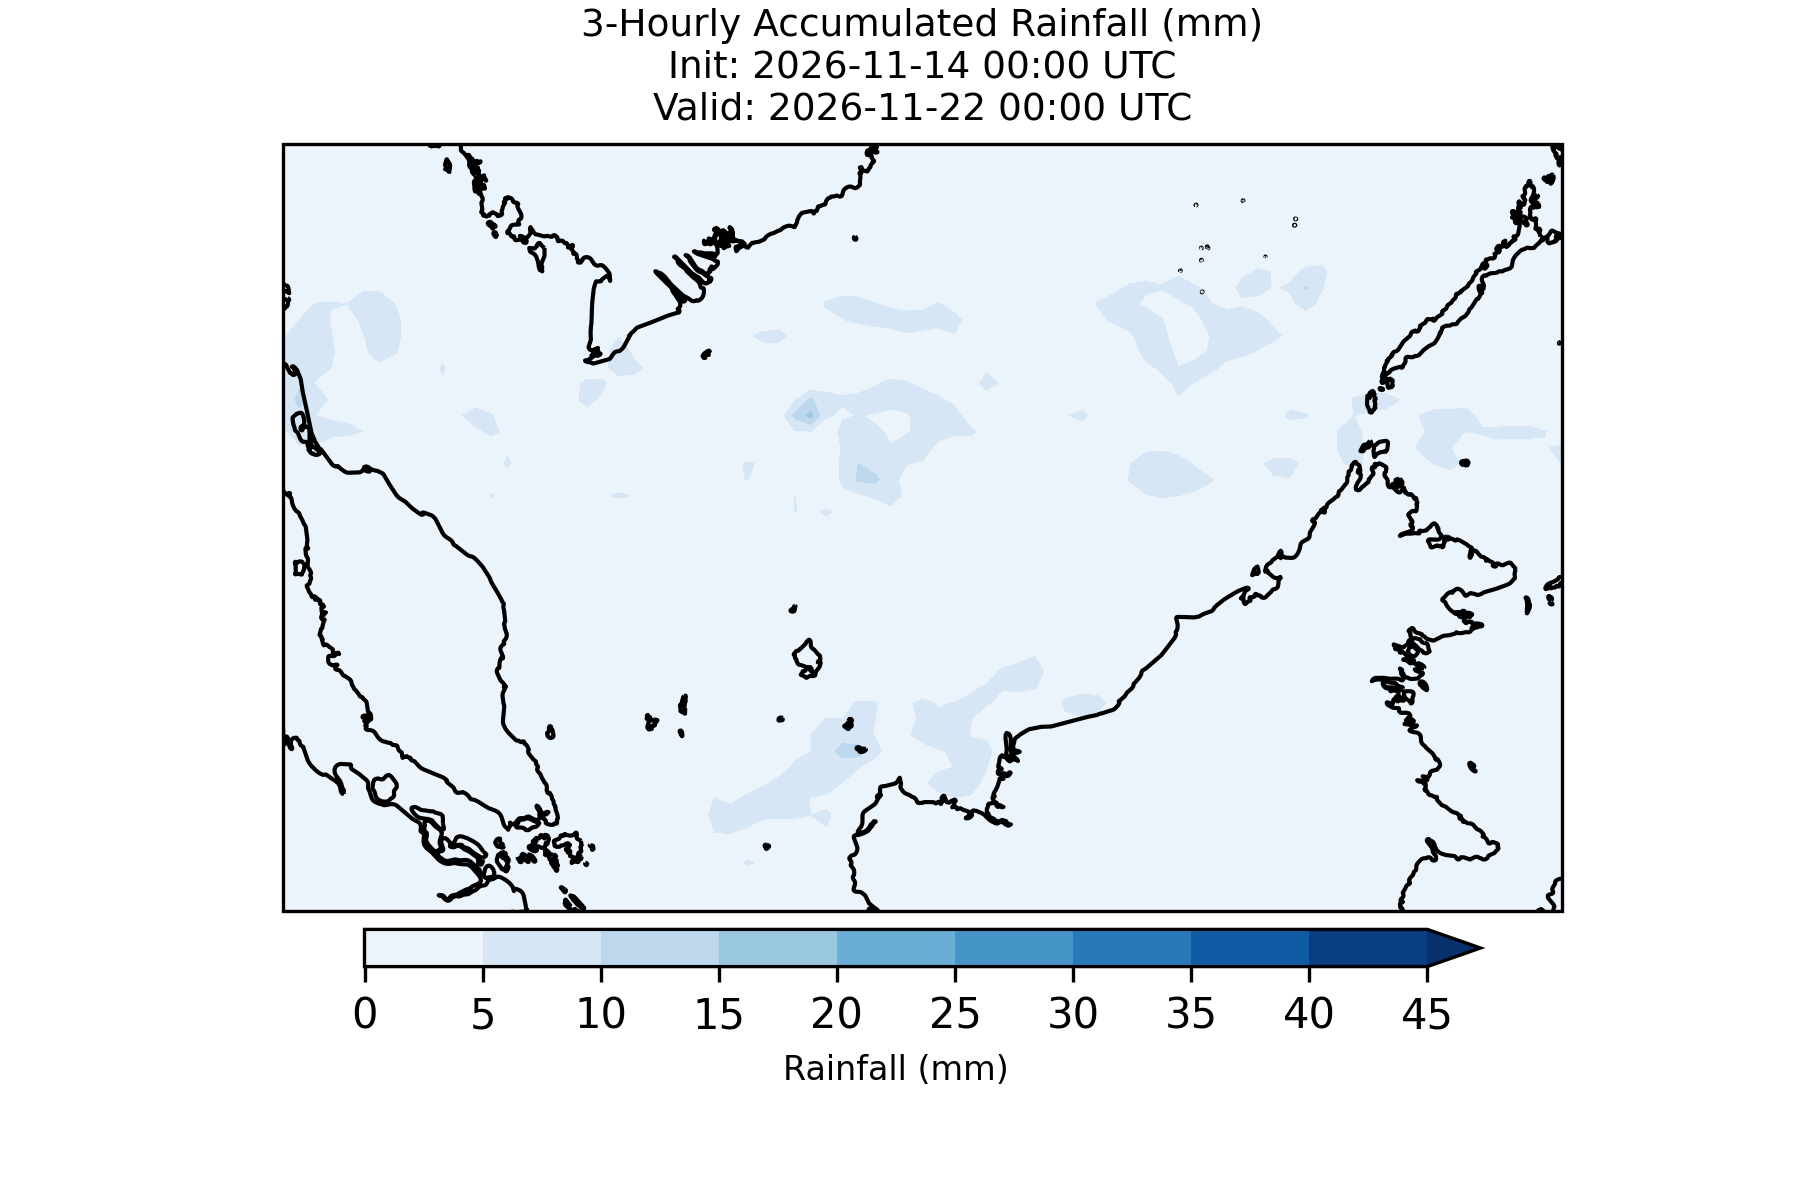 3-Hourly Accumulated Rainfall (mm)
Init: 2026-11-14 00:00 UTC
Valid: 2026-11-22 00:00 UTC
0 5 10 15 20 25 30 35 40 45
Rainfall (mm)